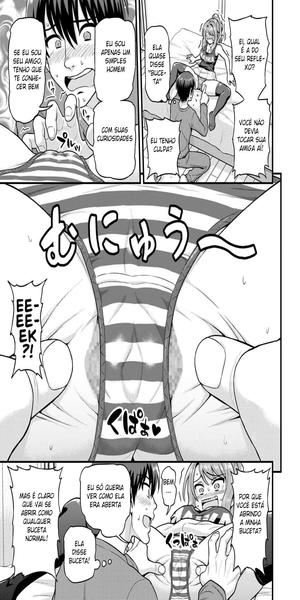 EI, QUAL
É A DO
SEU REFLE-
XO?
ELA
QUASE
DISSE
"BUCE-
TA"
VOCÊ NÃO
DEVIA
TOCAR SUA
AMIGA AÍ!
EU TENHO
CULPA?
EU SOU
APENAS UM
SIMPLES
HOMEM
SE EU SOU
SEU AMIGO,
TENHO QUE
TE CONHE-
CER BEM
COM SUAS
CURIOSIDADES
むにゅう〜
EE-
EE-
EK?!
くぱぁ♥
POR QUE
VOCÊ ESTÁ
ABRINDO
A MINHA
BUCETA?
BEM
...
EU SÓ QUERIA
VER COMO ELA
ERA ABERTA
くぱぁ
ELA
DISSE
BUCETA!
MAS É CLARO
QUE VAI SE
ABRIR COMO
QUALQUER
BUCETA
NORMAL!